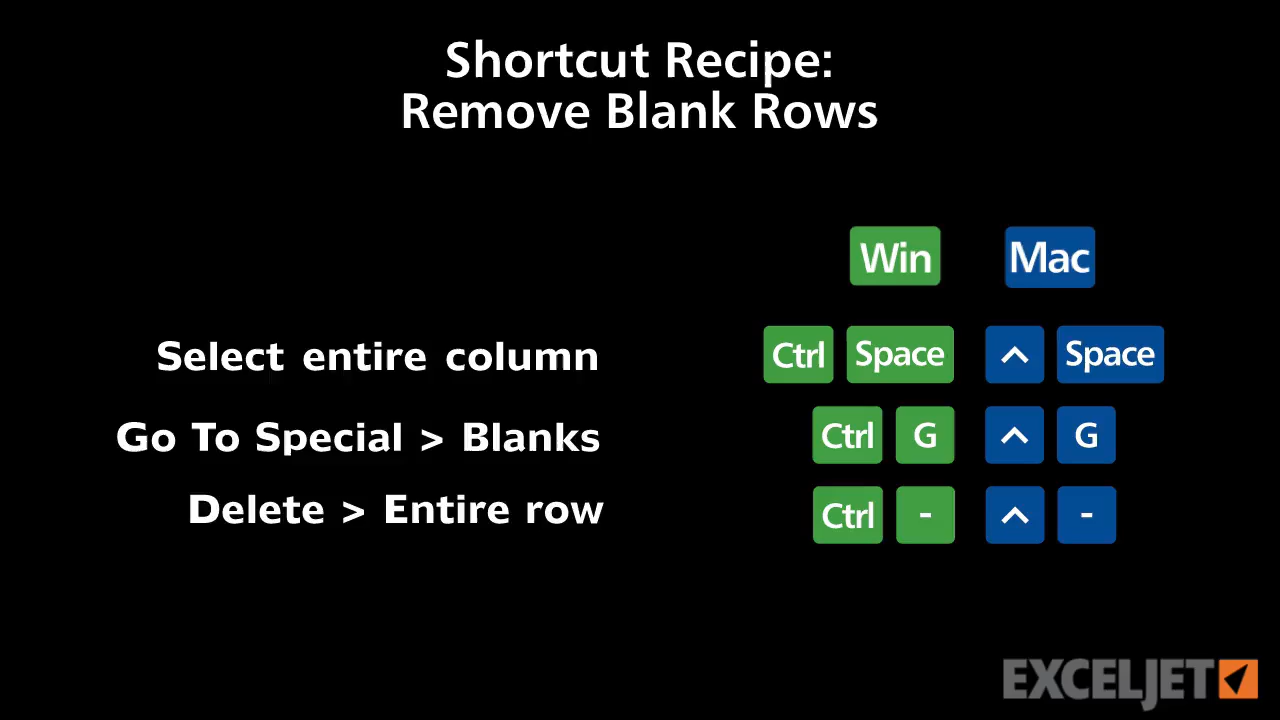 Shortcut Recipe:
Remove Blank Rows
Win Mac
Select entire column Ctrl Space ^ Space
Go To Special > Blanks Ctrl G ^ G
Delete > Entire row Ctrl - ^ -
EXCELJET